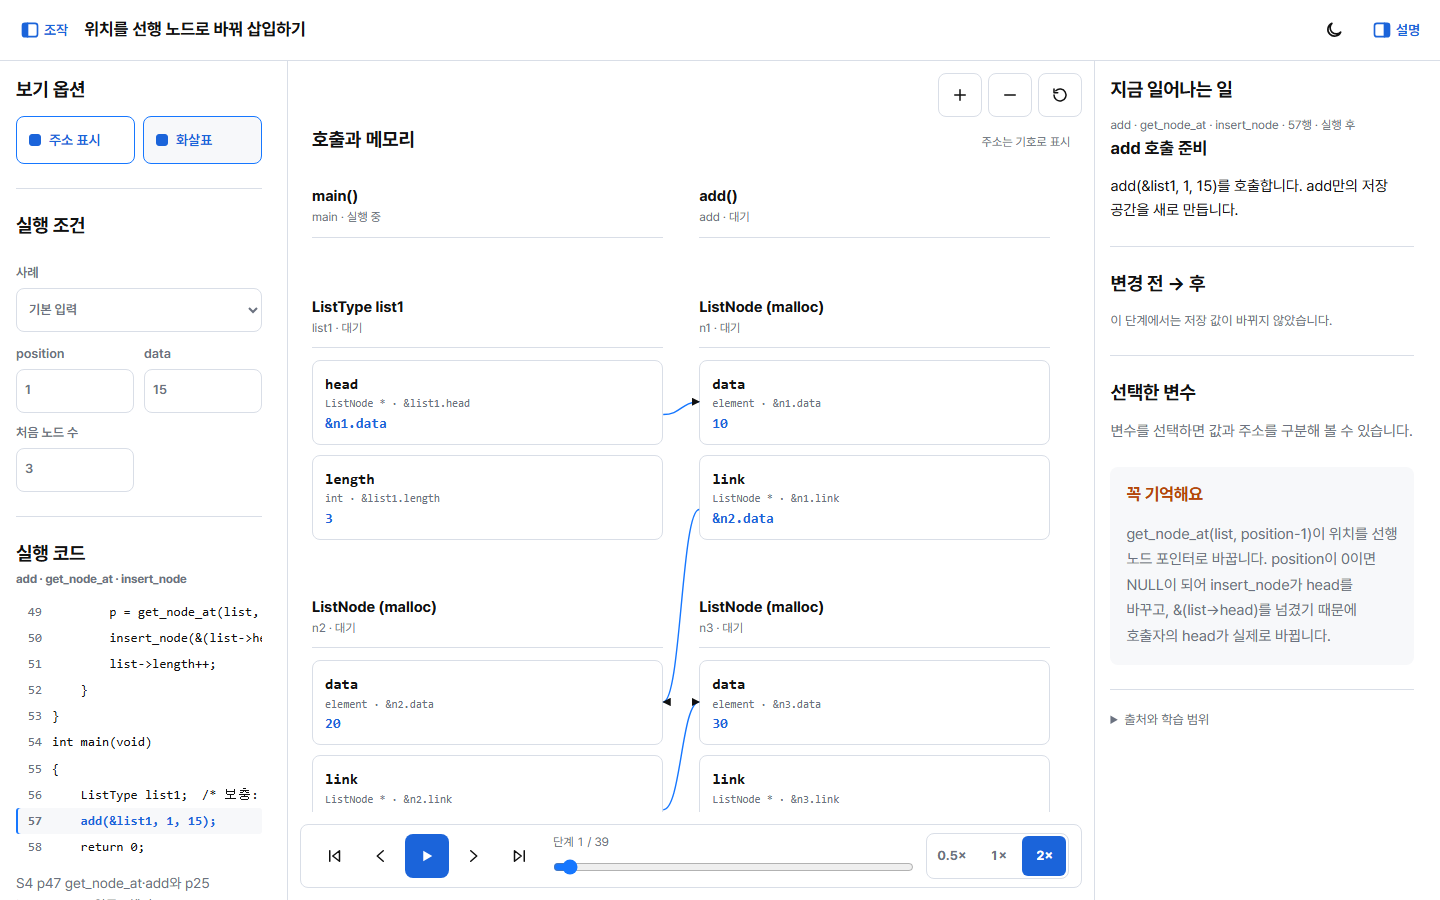 조작
위치를 선행 노드로 바꿔 삽입하기
설명
보기 옵션
주소 표시
화살표
실행 조건
사례
기본 입력
position
data
1
15
처음 노드 수
3
실행 코드
add · get_node_at · insert_node
49 p = get_node_at(list,
50 insert_node(&(list->he
51 list->length++;
52 }
53 }
54 int main(void)
55 {
56 ListType list1; /* 보충:
57 add(&list1, 1, 15);
58 return 0;
S4 p47 get_node_at·add와 p25
호출과 메모리
주소는 기호로 표시
main()
main · 실행 중
add()
add · 대기
ListType list1
list1 · 대기
head
ListNode * · &list1.head
&n1.data
length
int · &list1.length
3
ListNode (malloc)
n1 · 대기
data
element · &n1.data
10
link
ListNode * · &n1.link
&n2.data
ListNode (malloc)
n2 · 대기
data
element · &n2.data
20
link
ListNode * · &n2.link
ListNode (malloc)
n3 · 대기
data
element · &n3.data
30
link
ListNode * · &n3.link
단계 1 / 39
0.5×
1×
2×
지금 일어나는 일
add · get_node_at · insert_node · 57행 · 실행 후
add 호출 준비
add(&list1, 1, 15)를 호출합니다. add만의 저장
공간을 새로 만듭니다.
변경 전 → 후
이 단계에서는 저장 값이 바뀌지 않았습니다.
선택한 변수
변수를 선택하면 값과 주소를 구분해 볼 수 있습니다.
꼭 기억해요
get_node_at(list, position-1)이 위치를 선행
노드 포인터로 바꿉니다. position이 0이면
NULL이 되어 insert_node가 head를
바꾸고, &(list→head)를 넘겼기 때문에
호출자의 head가 실제로 바뀝니다.
출처와 학습 범위